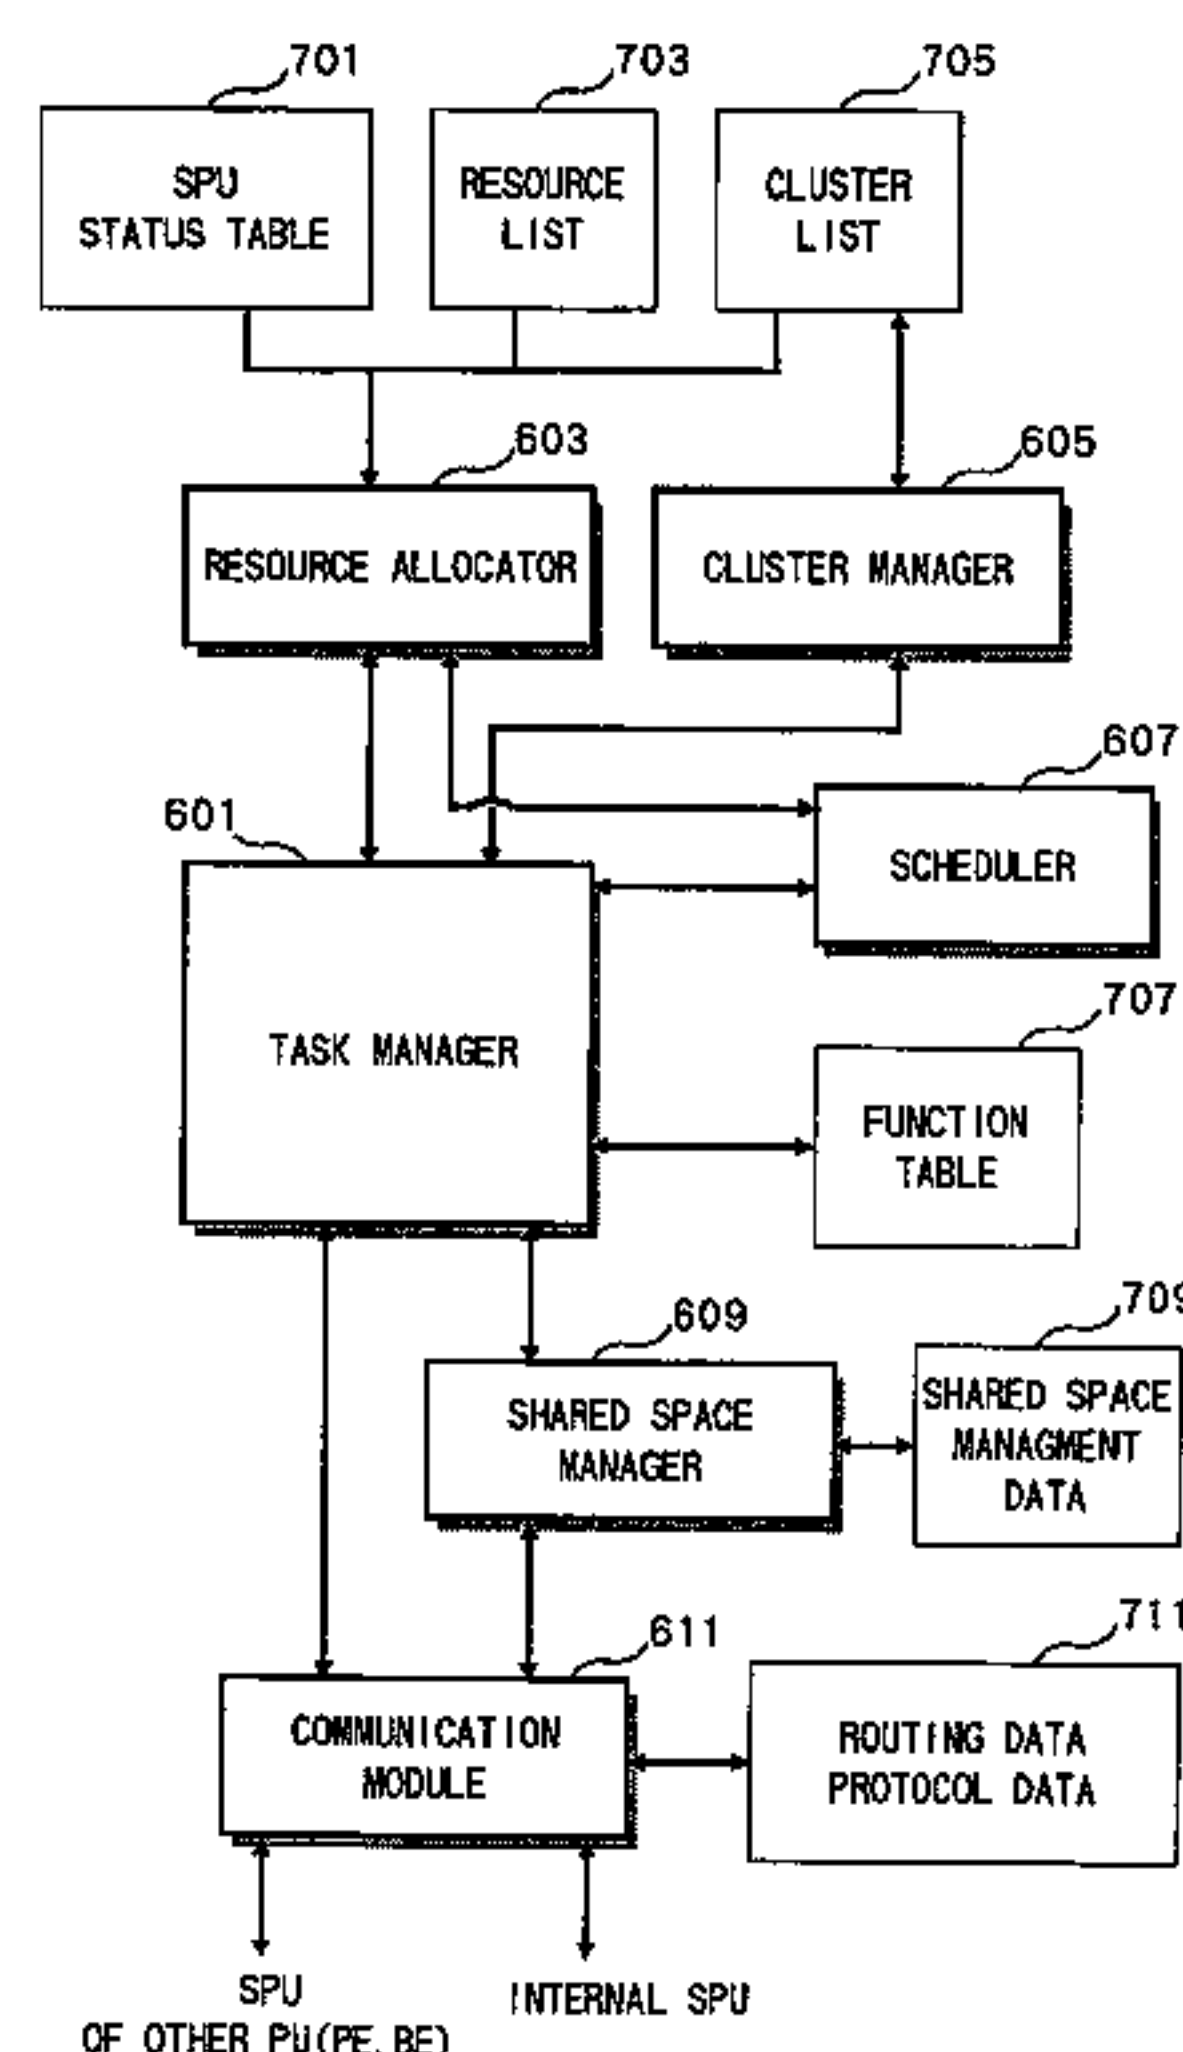 701
703
705
SPU
STATUS TABLE
RESOURCE
LIST
CLUSTER
LIST
603
605
RESOURCE ALLOCATOR
CLUSTER MANAGER
607
601
SCHEDULER
707
TASK MANAGER
FUNCTION
TABLE
709
609
SHARED SPACE
MANAGMENT
DATA
SHARED SPACE
MANAGER
711
611
COMMUNICATION
MODULE
ROUTING DATA
PROTOCOL DATA
SPU
OF OTHER PU(PE, BE)
INTERNAL SPU